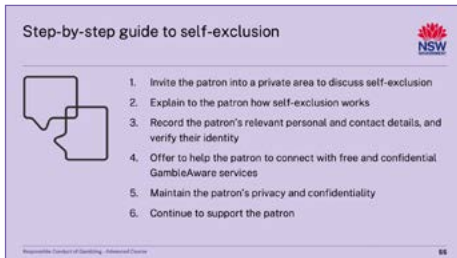 Step-by-step guide to self-exclusion
NSW
GOVERNMENT
1. Invite the patron into a private area to discuss self-exclusion
2. Explain to the patron how self-exclusion works
3. Record the patron's relevant personal and contact details, and
verify their identity
4. Offer to help the patron to connect with free and confidential
GambleAware services
5. Maintain the patron's privacy and confidentiality
6. Continue to support the patron
Responsible Conduct of Gambling - Advanced Course